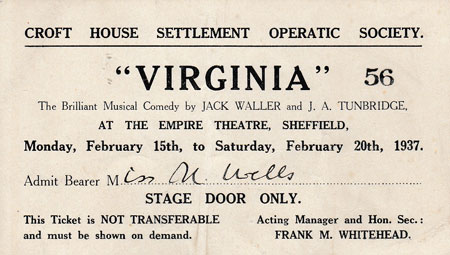 CROFT HOUSE SETTLEMENT OPERATIC SOCIETY.
"VIRGINIA" 56
The Brilliant Musical Comedy by JACK WALLER and J. A. TUNBRIDGE,
AT THE EMPIRE THEATRE, SHEFFIELD,
Monday, February 15th, to Saturday, February 20th, 1937.
Admit Bearer Miss M. Wells
STAGE DOOR ONLY.
This Ticket is NOT TRANSFERABLE
and must be shown on demand.
Acting Manager and Hon. Sec.:
FRANK M. WHITEHEAD.